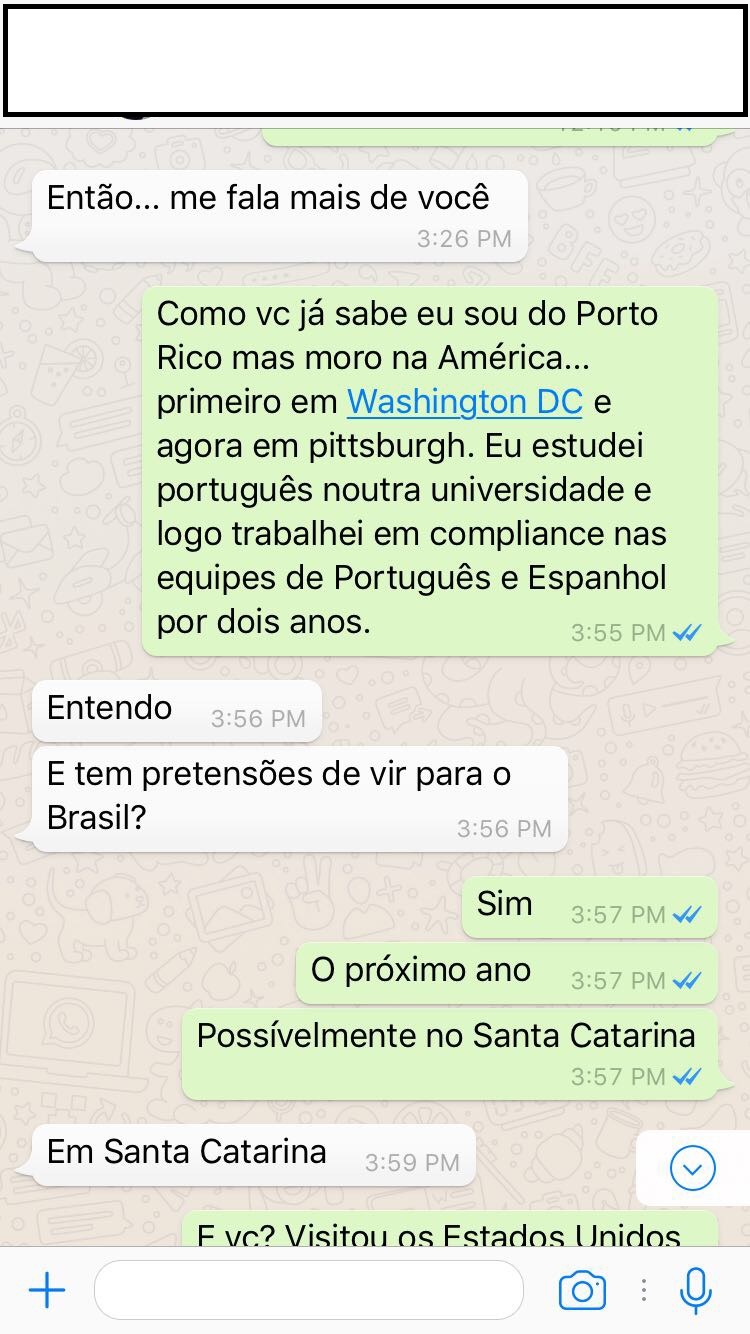 Então... me fala mais de você
3:26 PM
Como vc já sabe eu sou do Porto
Rico mas moro na América...
primeiro em Washington DC e
agora em pittsburgh. Eu estudei
português noutra universidade e
logo trabalhei em compliance nas
equipes de Português e Espanhol
por dois anos. 3:55 PM
Entendo 3:56 PM
E tem pretensões de vir para o
Brasil? 3:56 PM
Sim 3:57 PM
O próximo ano 3:57 PM
Possívelmente no Santa Catarina
3:57 PM
Em Santa Catarina 3:59 PM
E vc? Visitou os Estados Unidos